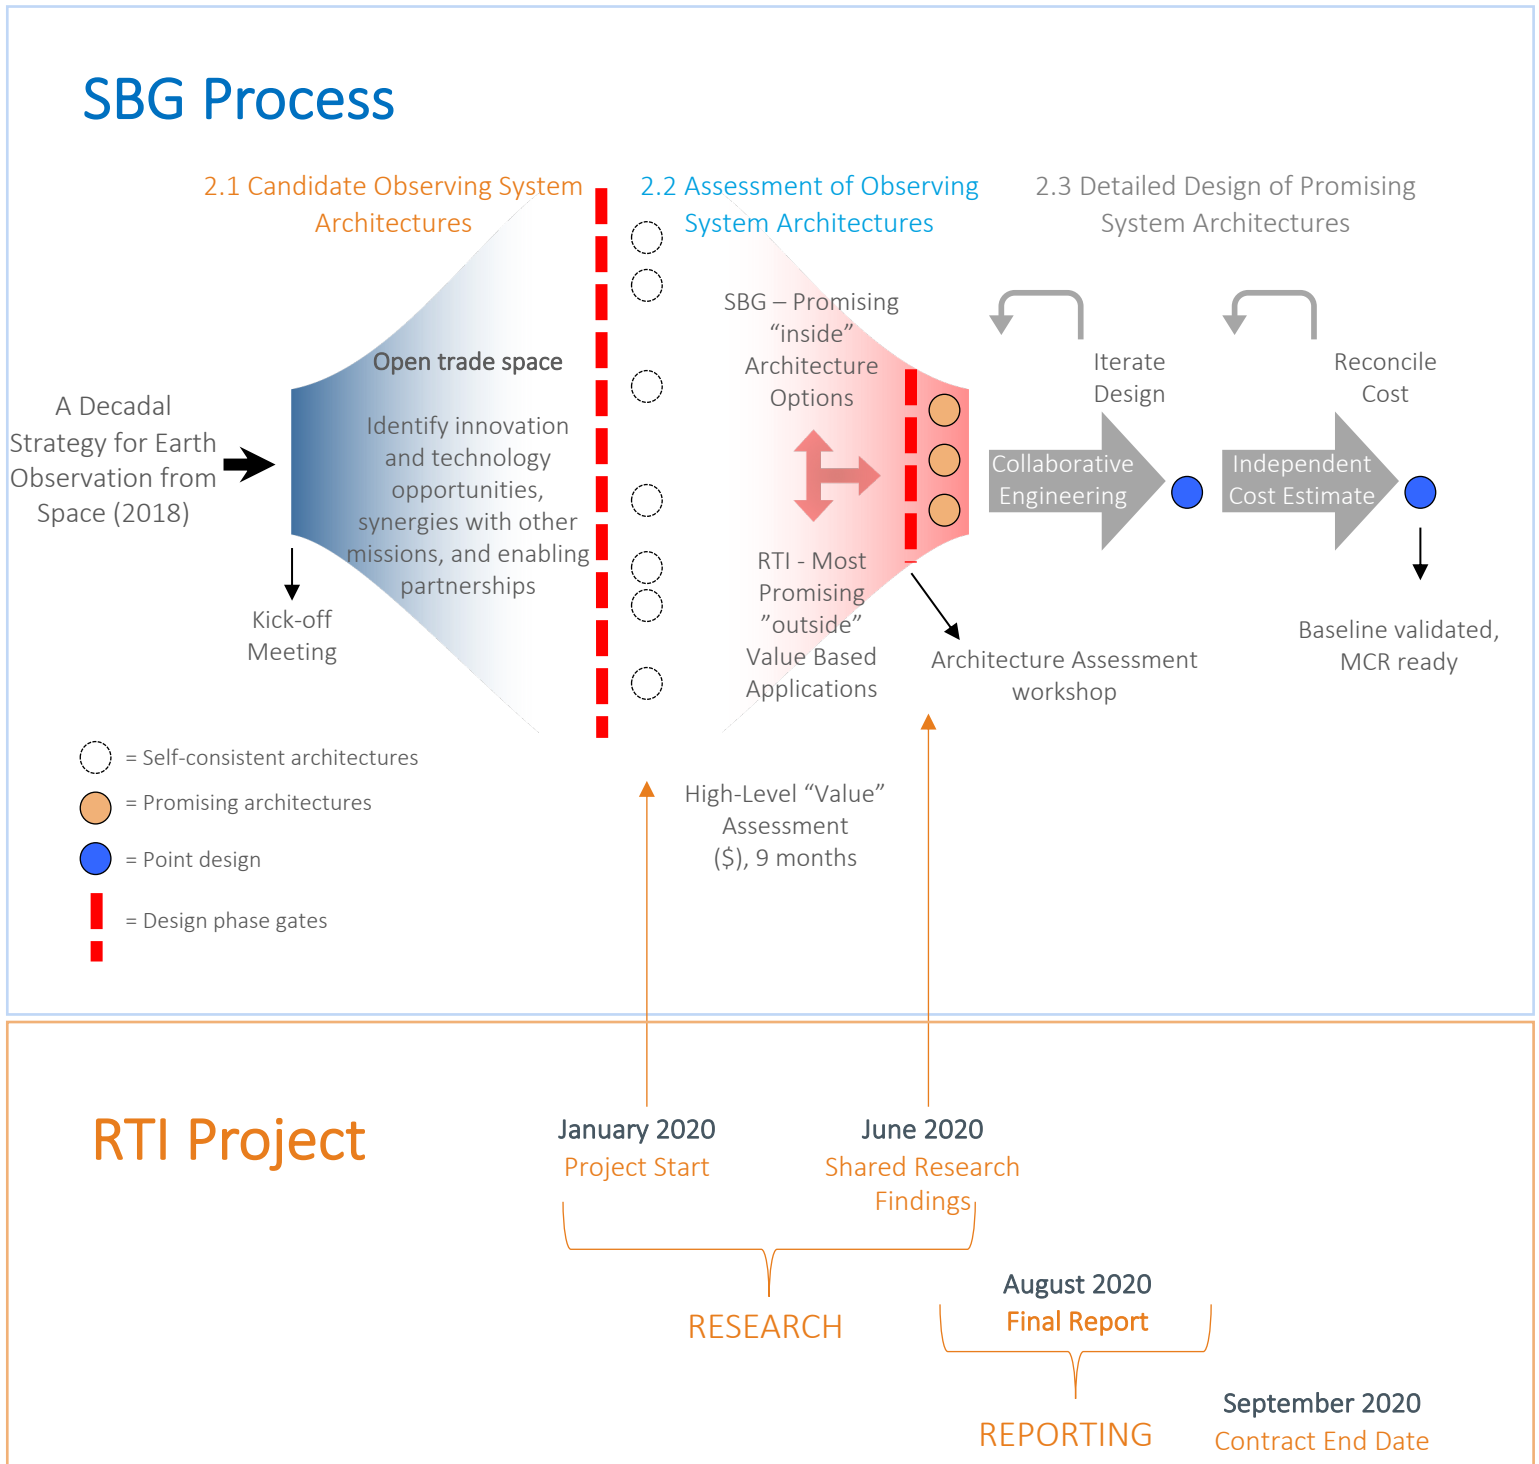 SBG Process
2.1 Candidate Observing System
Architectures
2.2 Assessment of Observing
System Architectures
2.3 Detailed Design of Promising
System Architectures
A Decadal
Strategy for Earth
Observation from
Space (2018)
Kick-off
Meeting
Open trade space
Identify innovation
and technology
opportunities,
synergies with other
missions, and enabling
partnerships
SBG – Promising
“inside”
Architecture
Options
RTI - Most
Promising
”outside”
Value Based
Applications
Architecture Assessment
workshop
Iterate
Design
Collaborative
Engineering
Reconcile
Cost
Independent
Cost Estimate
Baseline validated,
MCR ready
= Self-consistent architectures
= Promising architectures
= Point design
= Design phase gates
High-Level “Value”
Assessment
($), 9 months
RTI Project
January 2020
Project Start
June 2020
Shared Research
Findings
RESEARCH
August 2020
Final Report
REPORTING
September 2020
Contract End Date